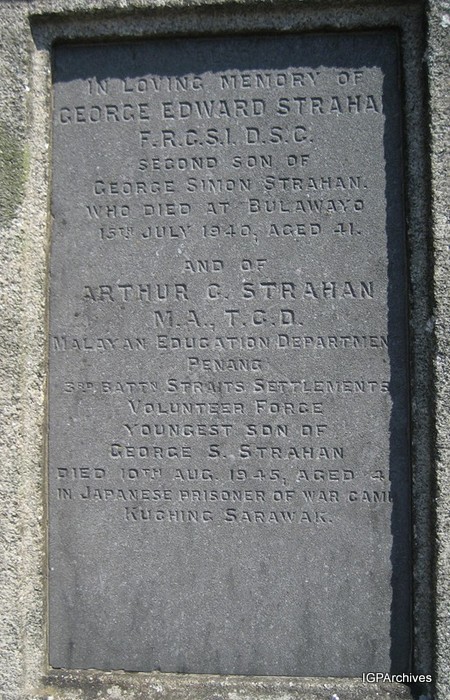 IN LOVING MEMORY OF
GEORGE EDWARD STRAHA
F.R.C.S.I. D.S.C.
SECOND SON OF
GEORGE SIMON STRAHAN.
WHO DIED AT BULAWAYO
15TH JULY 1940, AGED 41.
AND OF
ARTHUR C. STRAHAN
M.A., T.C.D.
MALAYAN EDUCATION DEPARTMEN
PENANG
3RD. BATTN STRAITS SETTLEMENTS
VOLUNTEER FORCE
YOUNGEST SON OF
GEORGE S. STRAHAN
DIED 10TH AUG. 1945, AGED 4
IN JAPANESE PRISONER OF WAR CAM
KUCHING SARAWAK.
IGPArchives